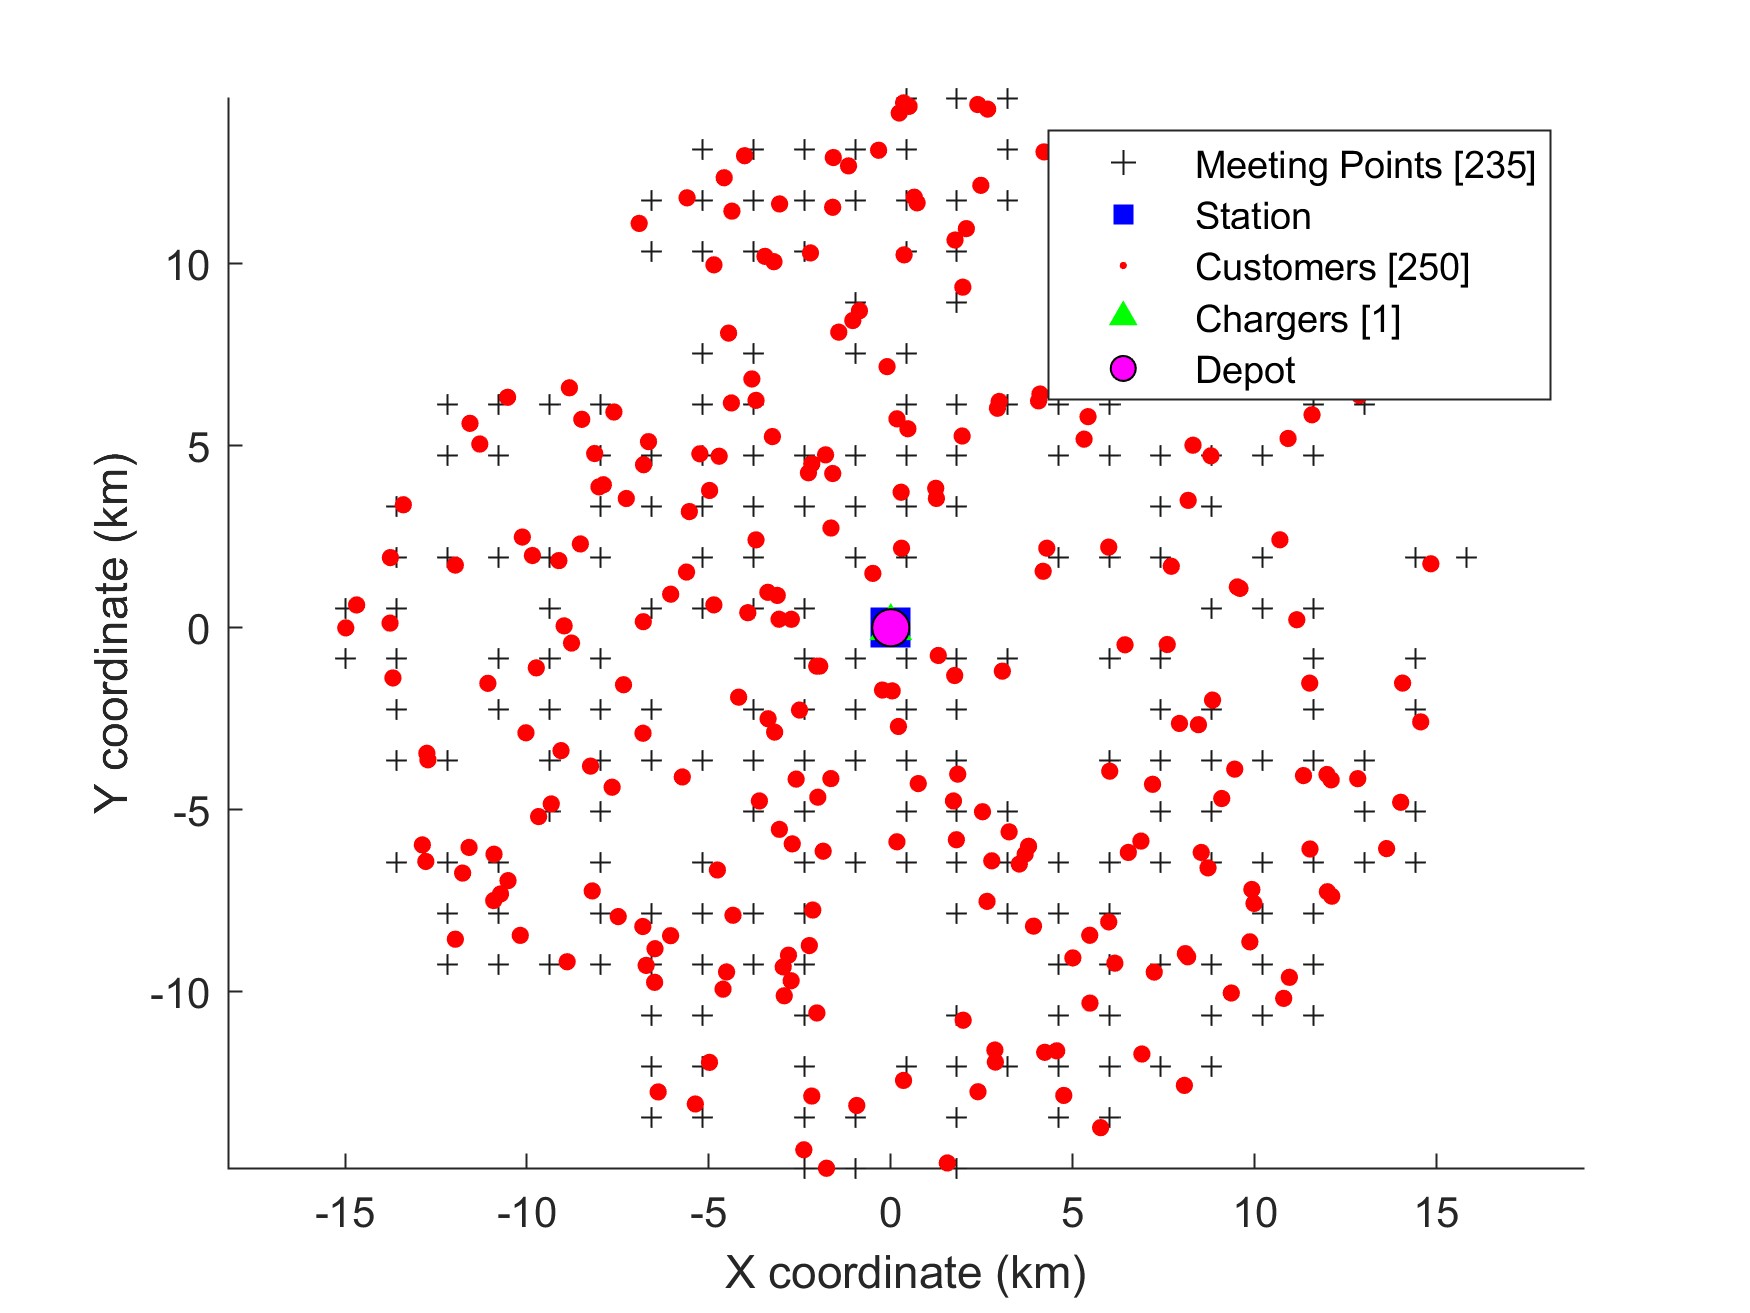 Meeting Points [235]
Station
Customers [250]
Chargers [1]
Depot
10
5
0
-5
-10
Y coordinate (km)
-15 -10 -5 0 5 10 15
X coordinate (km)